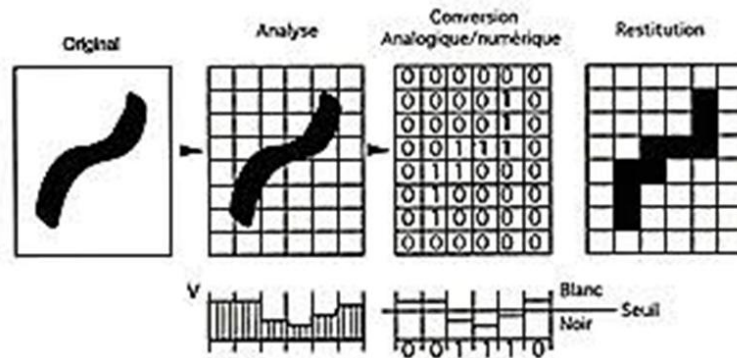 Original
Analyse
Conversion
Analogique/numérique
Restitution
0 0 0 0 0 0
0 0 0 0 1 0
0 0 0 0 1 0
0 0 1 1 1 0
0 1 1 0 0 0
0 1 0 0 0 0
0 1 0 0 0 0
0 0 0 0 0 0
V
Blanc
Seuil
Noir
0 0 1 1 1 0